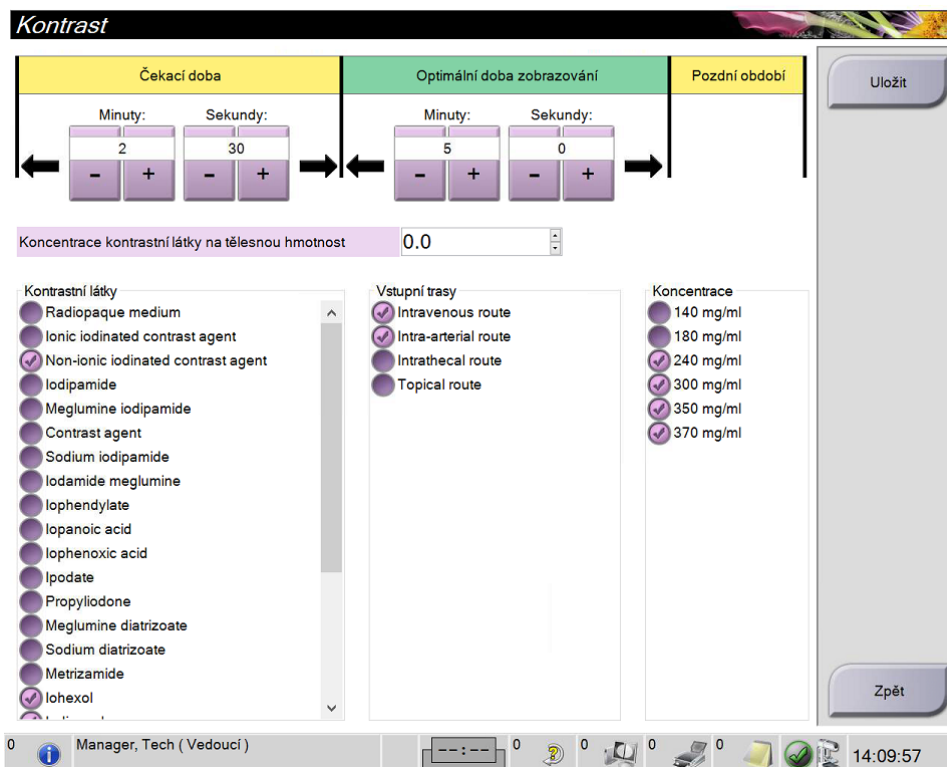 Kontrast
Čekací doba
Optimální doba zobrazování
Pozdní období
Uložit
Minuty:
Sekundy:
Minuty:
Sekundy:
2
30
5
0
- + - + - + - +
Koncentrace kontrastní látky na tělesnou hmotnost
0.0
Kontrastní látky
Radiopaque medium
Ionic iodinated contrast agent
Non-ionic iodinated contrast agent
Iodipamide
Meglumine iodipamide
Contrast agent
Sodium iodipamide
Iodamide meglumine
Iophendylate
Iopanoic acid
Iophenoxic acid
Ipodate
Propyliodone
Meglumine diatrizoate
Sodium diatrizoate
Metrizamide
Iohexol
Vstupní trasy
Intravenous route
Intra-arterial route
Intrathecal route
Topical route
Koncentrace
140 mg/ml
180 mg/ml
240 mg/ml
300 mg/ml
350 mg/ml
370 mg/ml
Zpět
0
Manager, Tech ( Vedoucí )
--:--
0
0
0
0
14:09:57